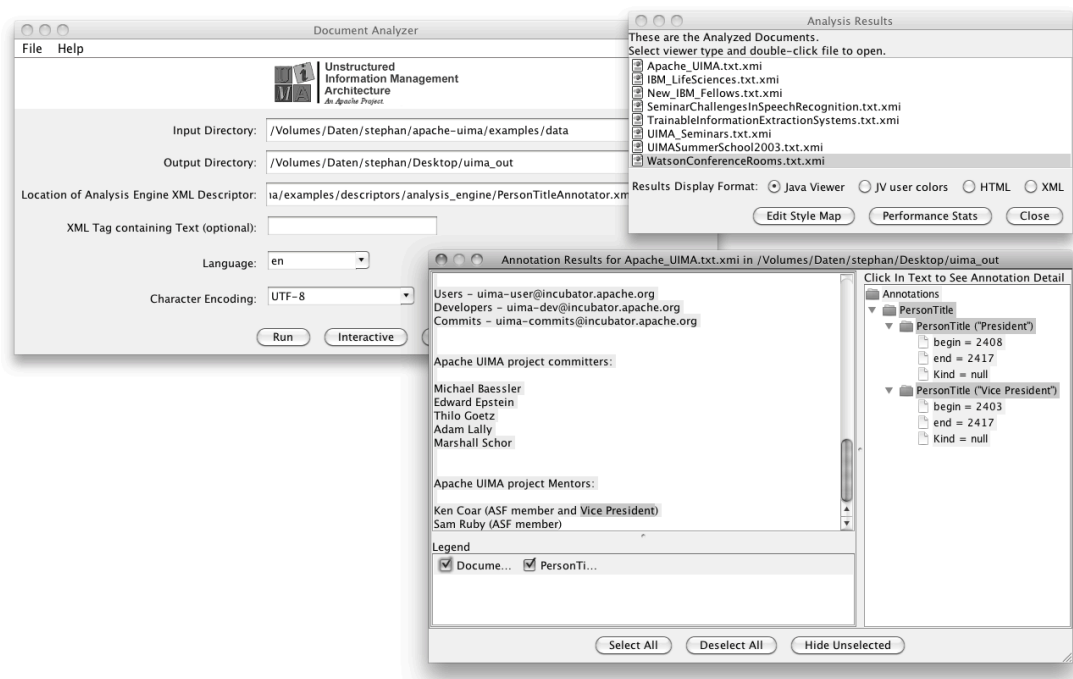 Document Analyzer
File Help
UIMA
Unstructured
Information Management
Architecture
An Apache Project.
Input Directory: /Volumes/Daten/stephan/apache-uima/examples/data
Output Directory: /Volumes/Daten/stephan/Desktop/uima_out
Location of Analysis Engine XML Descriptor: ıa/examples/descriptors/analysis_engine/PersonTitleAnnotator.xm
XML Tag containing Text (optional):
Language: en
Character Encoding: UTF-8
Run Interactive
Analysis Results
These are the Analyzed Documents.
Select viewer type and double-click file to open.
Apache_UIMA.txt.xmi
IBM_LifeSciences.txt.xmi
New_IBM_Fellows.txt.xmi
SeminarChallengesInSpeechRecognition.txt.xmi
TrainableInformationExtractionSystems.txt.xmi
UIMA_Seminars.txt.xmi
UIMASummerSchool2003.txt.xmi
WatsonConferenceRooms.txt.xmi
Results Display Format: Java Viewer JV user colors HTML XML
Edit Style Map Performance Stats Close
Annotation Results for Apache_UIMA.txt.xmi in /Volumes/Daten/stephan/Desktop/uima_out
Users - uima-user@incubator.apache.org
Developers - uima-dev@incubator.apache.org
Commits - uima-commits@incubator.apache.org
Apache UIMA project committers:
Michael Baessler
Edward Epstein
Thilo Goetz
Adam Lally
Marshall Schor
Apache UIMA project Mentors:
Ken Coar (ASF member and Vice President)
Sam Ruby (ASF member)
Legend
Docume... PersonTi...
Click In Text to See Annotation Detail
Annotations
PersonTitle
PersonTitle ("President")
begin = 2408
end = 2417
Kind = null
PersonTitle ("Vice President")
begin = 2403
end = 2417
Kind = null
Select All Deselect All Hide Unselected